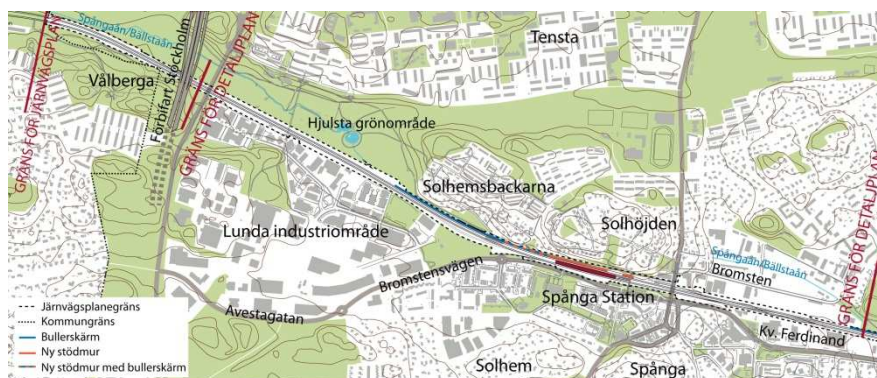 Spångaån/Bällstaån
Tensta
GRÄNS FÖR JÄRNVÄGSPLAN
Vålberga
Förbifart Stockholm
GRÄNS FÖR DETALJPLAN
Hjulsta grönområde
Solhemsbackarna
Solhöjden
Lunda industriområde
Spångaån/Bällstaån
Bromsten
GRÄNS FÖR DETALJPLAN
Bromstensvägen
Spånga Station
Avestagatan
Kv. Ferdinand
Solhem
Spånga
Järnvägsplanegräns
Kommungräns
Bullerskärm
Ny stödmur
Ny stödmur med bullerskärm